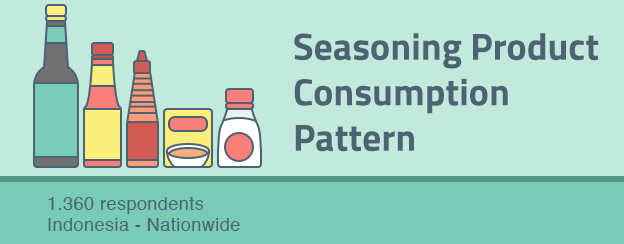 Seasoning Product
Consumption
Pattern
1.360 respondents
Indonesia - Nationwide